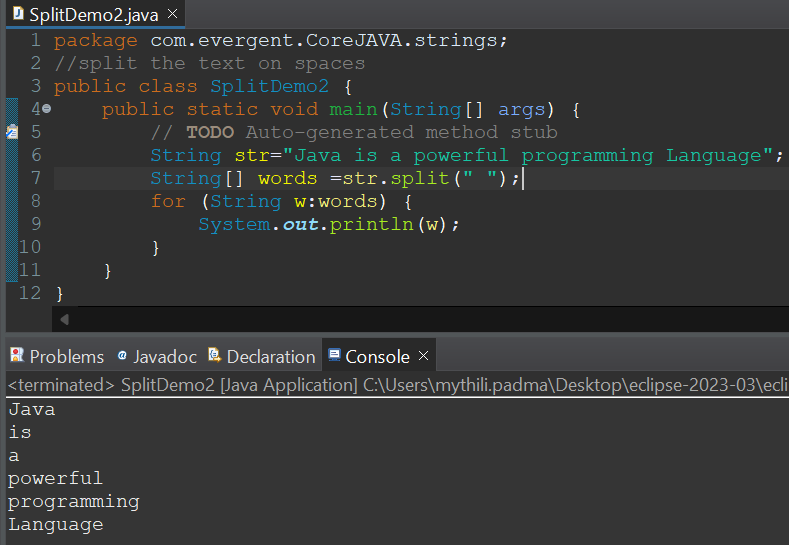 SplitDemo2.java
1 package com.evergent.CoreJAVA.strings;
2 //split the text on spaces
3 public class SplitDemo2 {
4     public static void main(String[] args) {
5         // TODO Auto-generated method stub
6         String str="Java is a powerful programming Language";
7         String[] words =str.split(" ");
8         for (String w:words) {
9             System.out.println(w);
10         }
11     }
12 }
Problems @ Javadoc Declaration Console
<terminated> SplitDemo2 [Java Application] C:\Users\mythili.padma\Desktop\eclipse-2023-03\ecli
Java
is
a
powerful
programming
Language